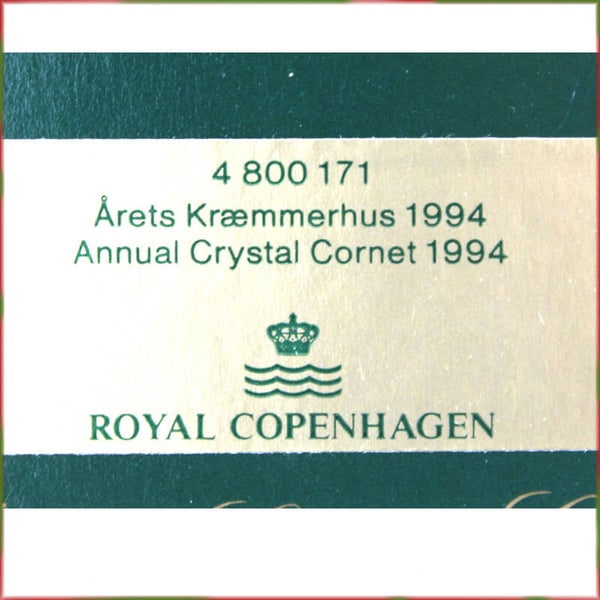 4 800 171
Årets Kræmmerhus 1994
Annual Crystal Cornet 1994
ROYAL COPENHAGEN